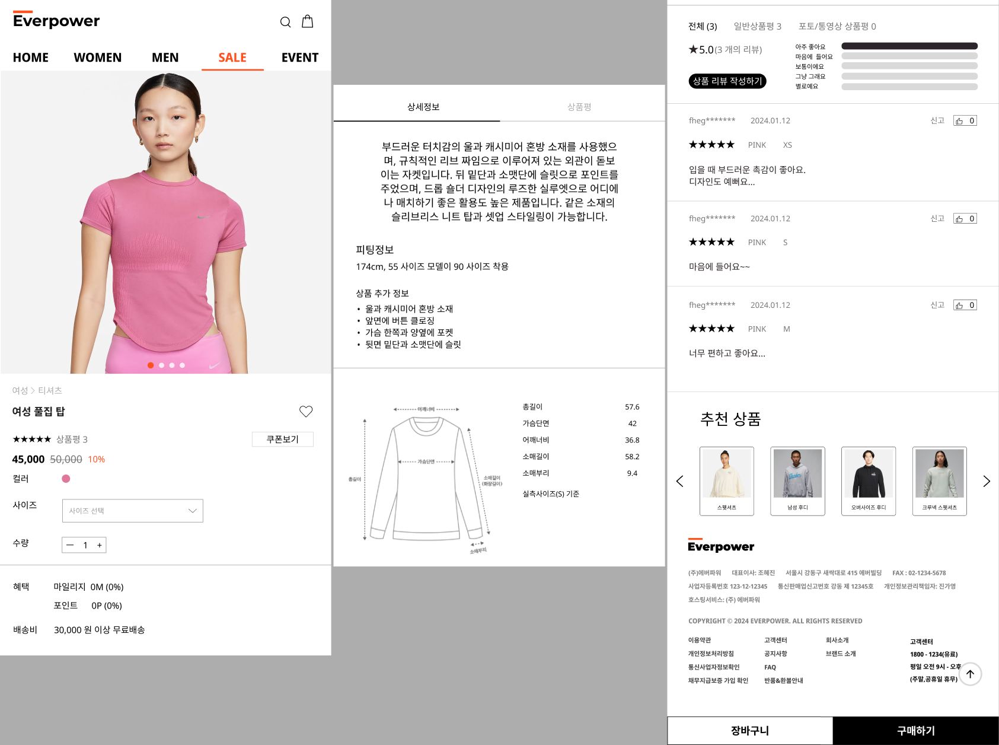 Everpower
HOME WOMEN MEN SALE EVENT
여성 > 티셔츠
여성 풀집 탑
★★★★★ 상품평 3
쿠폰보기
45,000 50,000 10%
컬러
사이즈 사이즈 선택
수량 — 1 +
혜택 마일리지 0M (0%)
포인트 0P (0%)
배송비 30,000 원 이상 무료배송
상세정보 상품평
부드러운 터치감의 울과 캐시미어 혼방 소재를 사용했으
며, 규칙적인 리브 짜임으로 이루어져 있는 외관이 돋보
이는 자켓입니다. 뒤 밑단과 소맷단에 슬릿으로 포인트를
주었으며, 드롭 숄더 디자인의 루즈한 실루엣으로 어디에
나 매치하기 좋은 활용도 높은 제품입니다. 같은 소재의
슬리브리스 니트 탑과 셋업 스타일링이 가능합니다.
피팅정보
174cm, 55 사이즈 모델이 90 사이즈 착용
상품 추가 정보
• 울과 캐시미어 혼방 소재
• 앞면에 버튼 클로징
• 가슴 한쪽과 양옆에 포켓
• 뒷면 밑단과 소맷단에 슬릿
어깨너비
가슴단면
총길이
소매길이
(화장길이)
소매부리
총길이 57.6
가슴단면 42
어깨너비 36.8
소매길이 58.2
소매부리 9.4
실측사이즈(S) 기준
전체 (3) 일반상품평 3 포토/통영상 상품평 0
★5.0(3 개의 리뷰)
상품 리뷰 작성하기
아주 좋아요
마음에 들어요
보통이에요
그냥 그래요
별로예요
fheg******* 2024.01.12 신고 0
★★★★★ PINK XS
입을 때 부드러운 촉감이 좋아요.
디자인도 예뻐요...
fheg******* 2024.01.12 신고 0
★★★★★ PINK S
마음에 들어요~~
fheg******* 2024.01.12 신고 0
★★★★★ PINK M
너무 편하고 좋아요...
추천 상품
스웻셔츠 남성 후디 오버사이즈 후디 크루넥 스웻셔츠
Everpower
(주)에버파워 대표이사: 조혜진 서울시 강동구 새싹대로 415 에버빌딩 FAX : 02-1234-5678
사업자등록번호 123-12-12345 통신판매업신고번호 강동 제 12345호 개인정보관리책임자: 진가영
호스팅서비스: (주) 에버파워
COPYRIGHT © 2024 EVERPOWER. ALL RIGHTS RESERVED
이용약관 고객센터 회사소개
개인정보처리방침 공지사항 브랜드 소개
통신사업자정보확인 FAQ
채무지급보증 가입 확인 반품&환불안내
고객센터
1800 - 1234(유료)
평일 오전 9시 - 오후
(주말,공휴일 휴무)
장바구니 구매하기